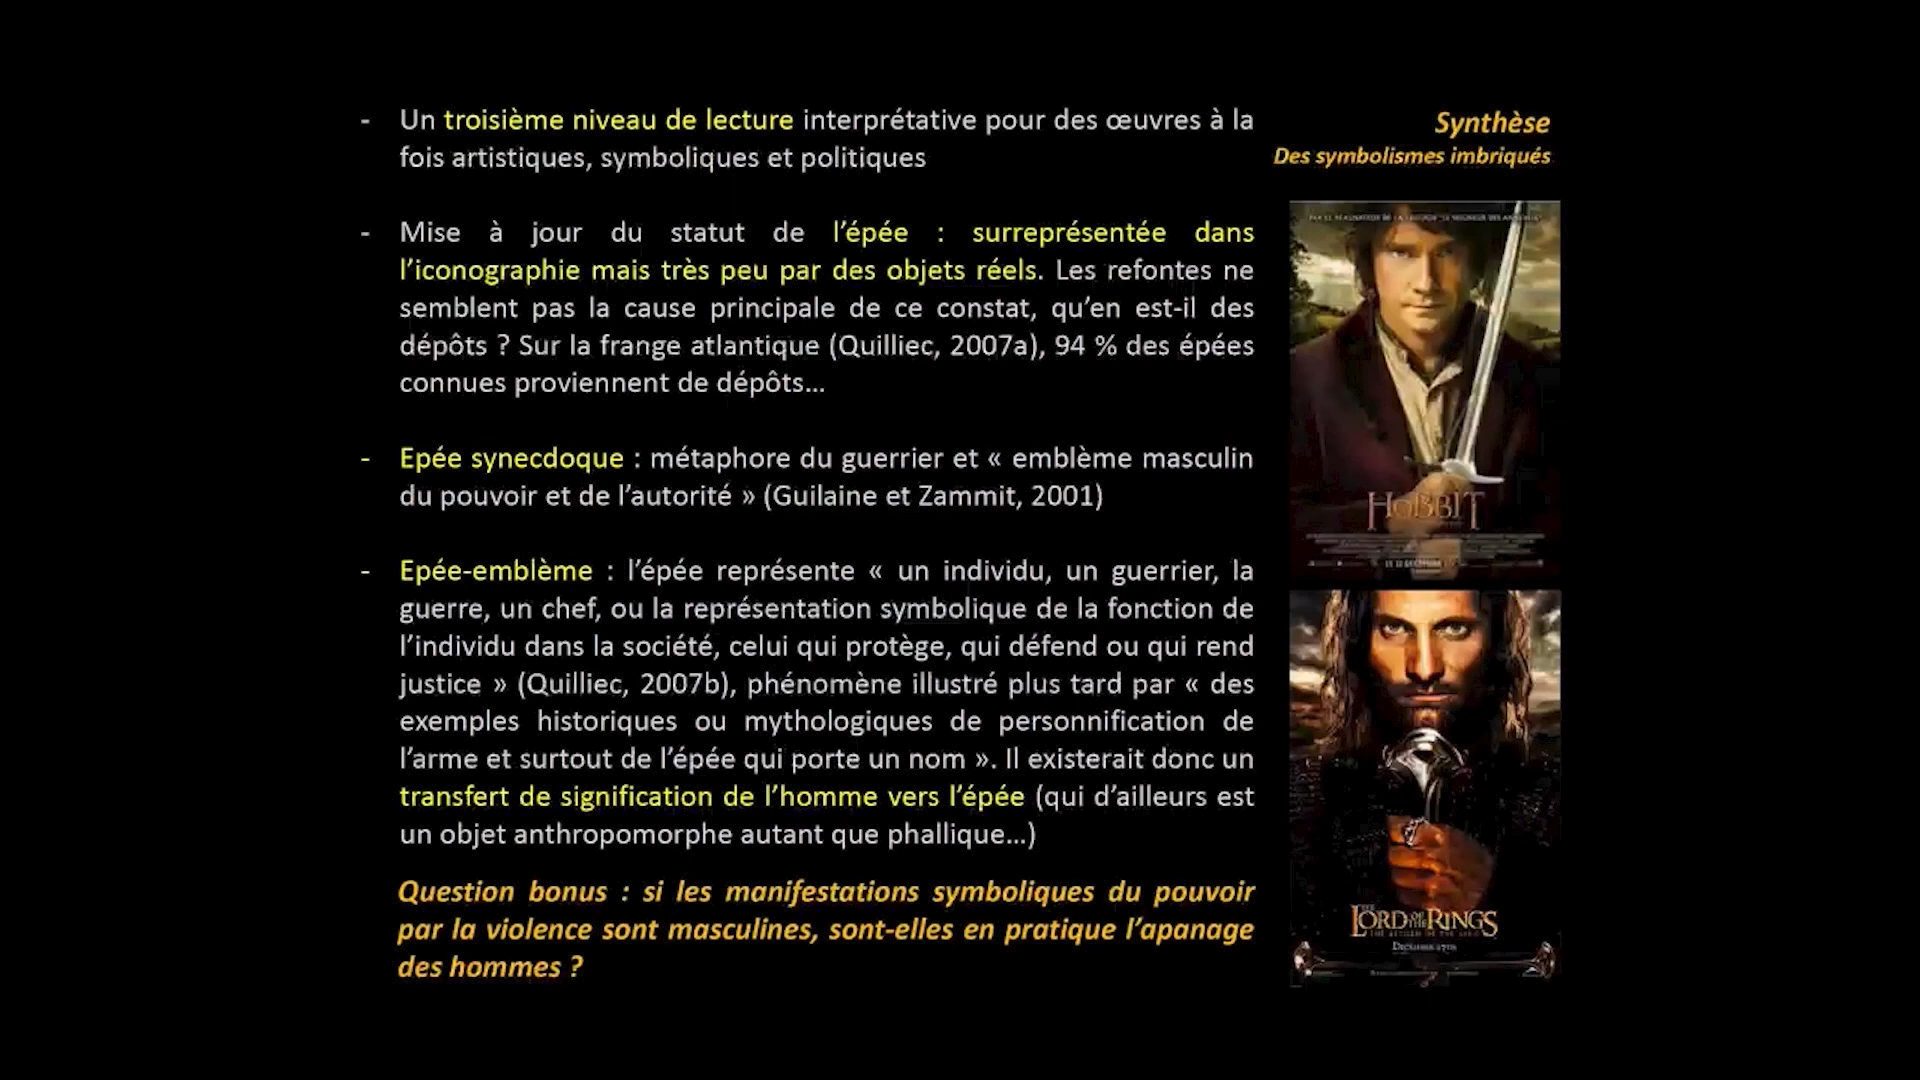 - Un troisième niveau de lecture interprétative pour des œuvres à la
fois artistiques, symboliques et politiques
- Mise à jour du statut de l’épée : surreprésentée dans
l’iconographie mais très peu par des objets réels. Les refontes ne
semblent pas la cause principale de ce constat, qu’en est-il des
dépôts ? Sur la frange atlantique (Quilliec, 2007a), 94 % des épées
connues proviennent de dépôts…
- Epée synecdoque : métaphore du guerrier et « emblème masculin
du pouvoir et de l’autorité » (Guilaine et Zammit, 2001)
- Epée-emblème : l’épée représente « un individu, un guerrier, la
guerre, un chef, ou la représentation symbolique de la fonction de
l’individu dans la société, celui qui protège, qui défend ou qui rend
justice » (Quilliec, 2007b), phénomène illustré plus tard par « des
exemples historiques ou mythologiques de personnification de
l’arme et surtout de l’épée qui porte un nom ». Il existerait donc un
transfert de signification de l’homme vers l’épée (qui d’ailleurs est
un objet anthropomorphe autant que phallique…)
Question bonus : si les manifestations symboliques du pouvoir
par la violence sont masculines, sont-elles en pratique l’apanage
des hommes ?
Synthèse
Des symbolismes imbriqués
HOBBIT
THE LORD OF THE RINGS